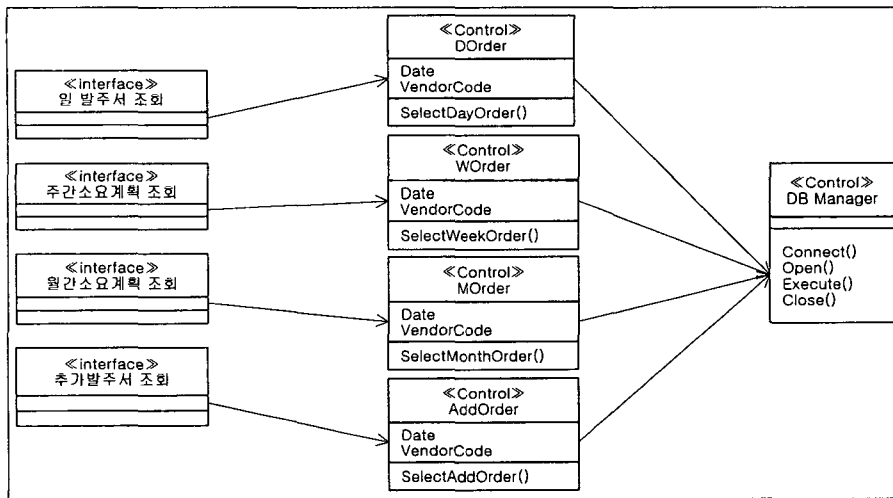 ≪interface≫
일 발주서 조회
≪interface≫
주간소요계획 조회
≪interface≫
월간소요계획 조회
≪interface≫
추가발주서 조회
≪Control≫
DOrder
Date
VendorCode
SelectDayOrder()
≪Control≫
WOrder
Date
VendorCode
SelectWeekOrder()
≪Control≫
MOrder
Date
VendorCode
SelectMonthOrder()
≪Control≫
AddOrder
Date
VendorCode
SelectAddOrder()
≪Control≫
DB Manager
Connect()
Open()
Execute()
Close()